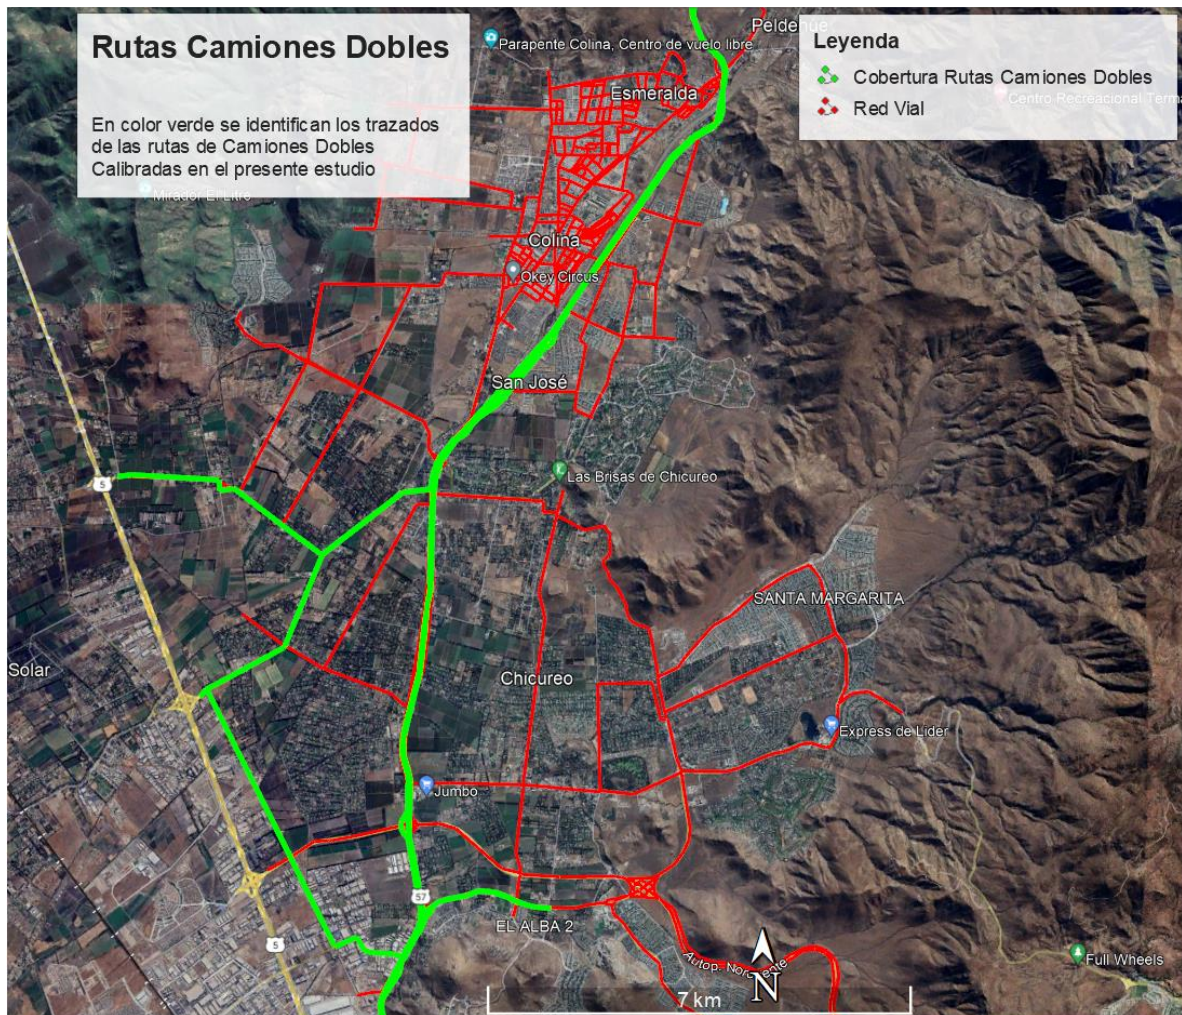 Rutas Camiones Dobles
En color verde se identifican los trazados
de las rutas de Camiones Dobles
Calibradas en el presente estudio
Leyenda
Cobertura Rutas Camiones Dobles
Red Vial
Peldehue
Parapente Colina, Centro de vuelo libre
Esmeralda
Centro Recreacional Terma
Mirador El Litre
Colina
Okey Circus
San José
Las Brisas de Chicureo
5
SANTA MARGARITA
Solar
Chicureo
Express de Lider
Jumbo
57
EL ALBA 2
5
Autop. Nororiente
Full Wheels
N
7 km